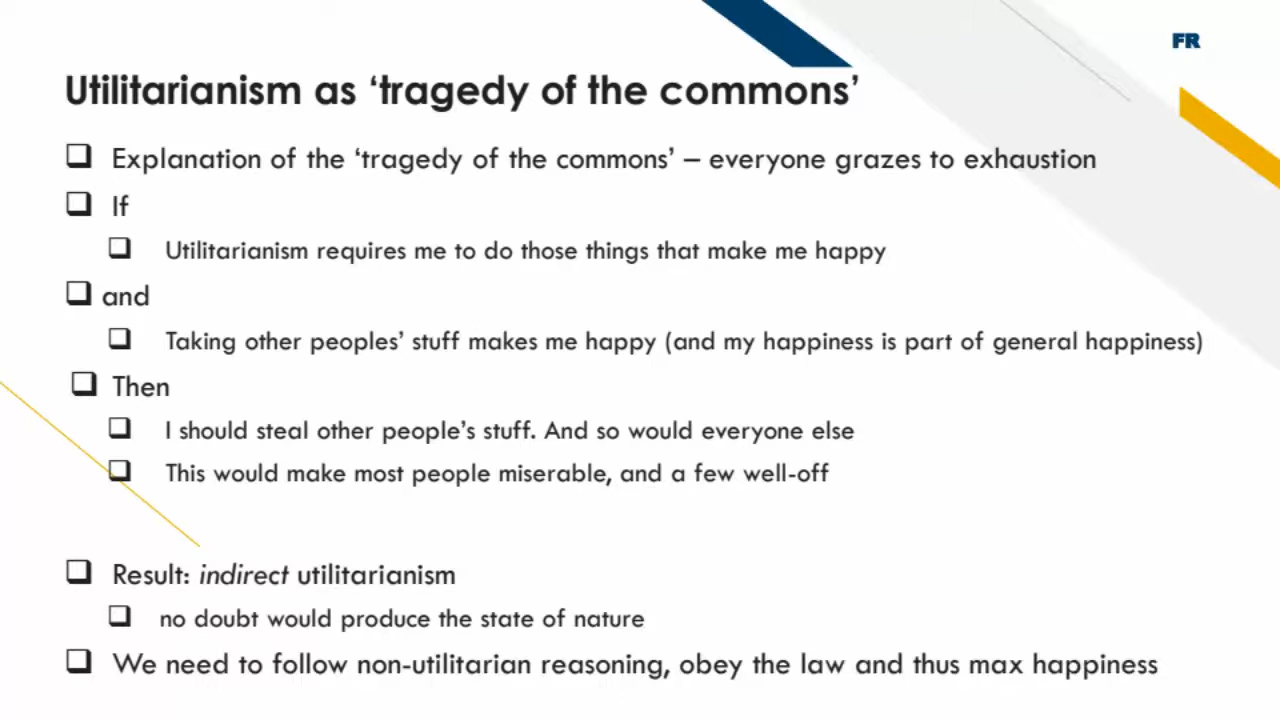 FR
Utilitarianism as ‘tragedy of the commons’
Explanation of the ‘tragedy of the commons’ – everyone grazes to exhaustion
If
Utilitarianism requires me to do those things that make me happy
and
Taking other peoples’ stuff makes me happy (and my happiness is part of general happiness)
Then
I should steal other people’s stuff. And so would everyone else
This would make most people miserable, and a few well-off
Result: indirect utilitarianism
no doubt would produce the state of nature
We need to follow non-utilitarian reasoning, obey the law and thus max happiness